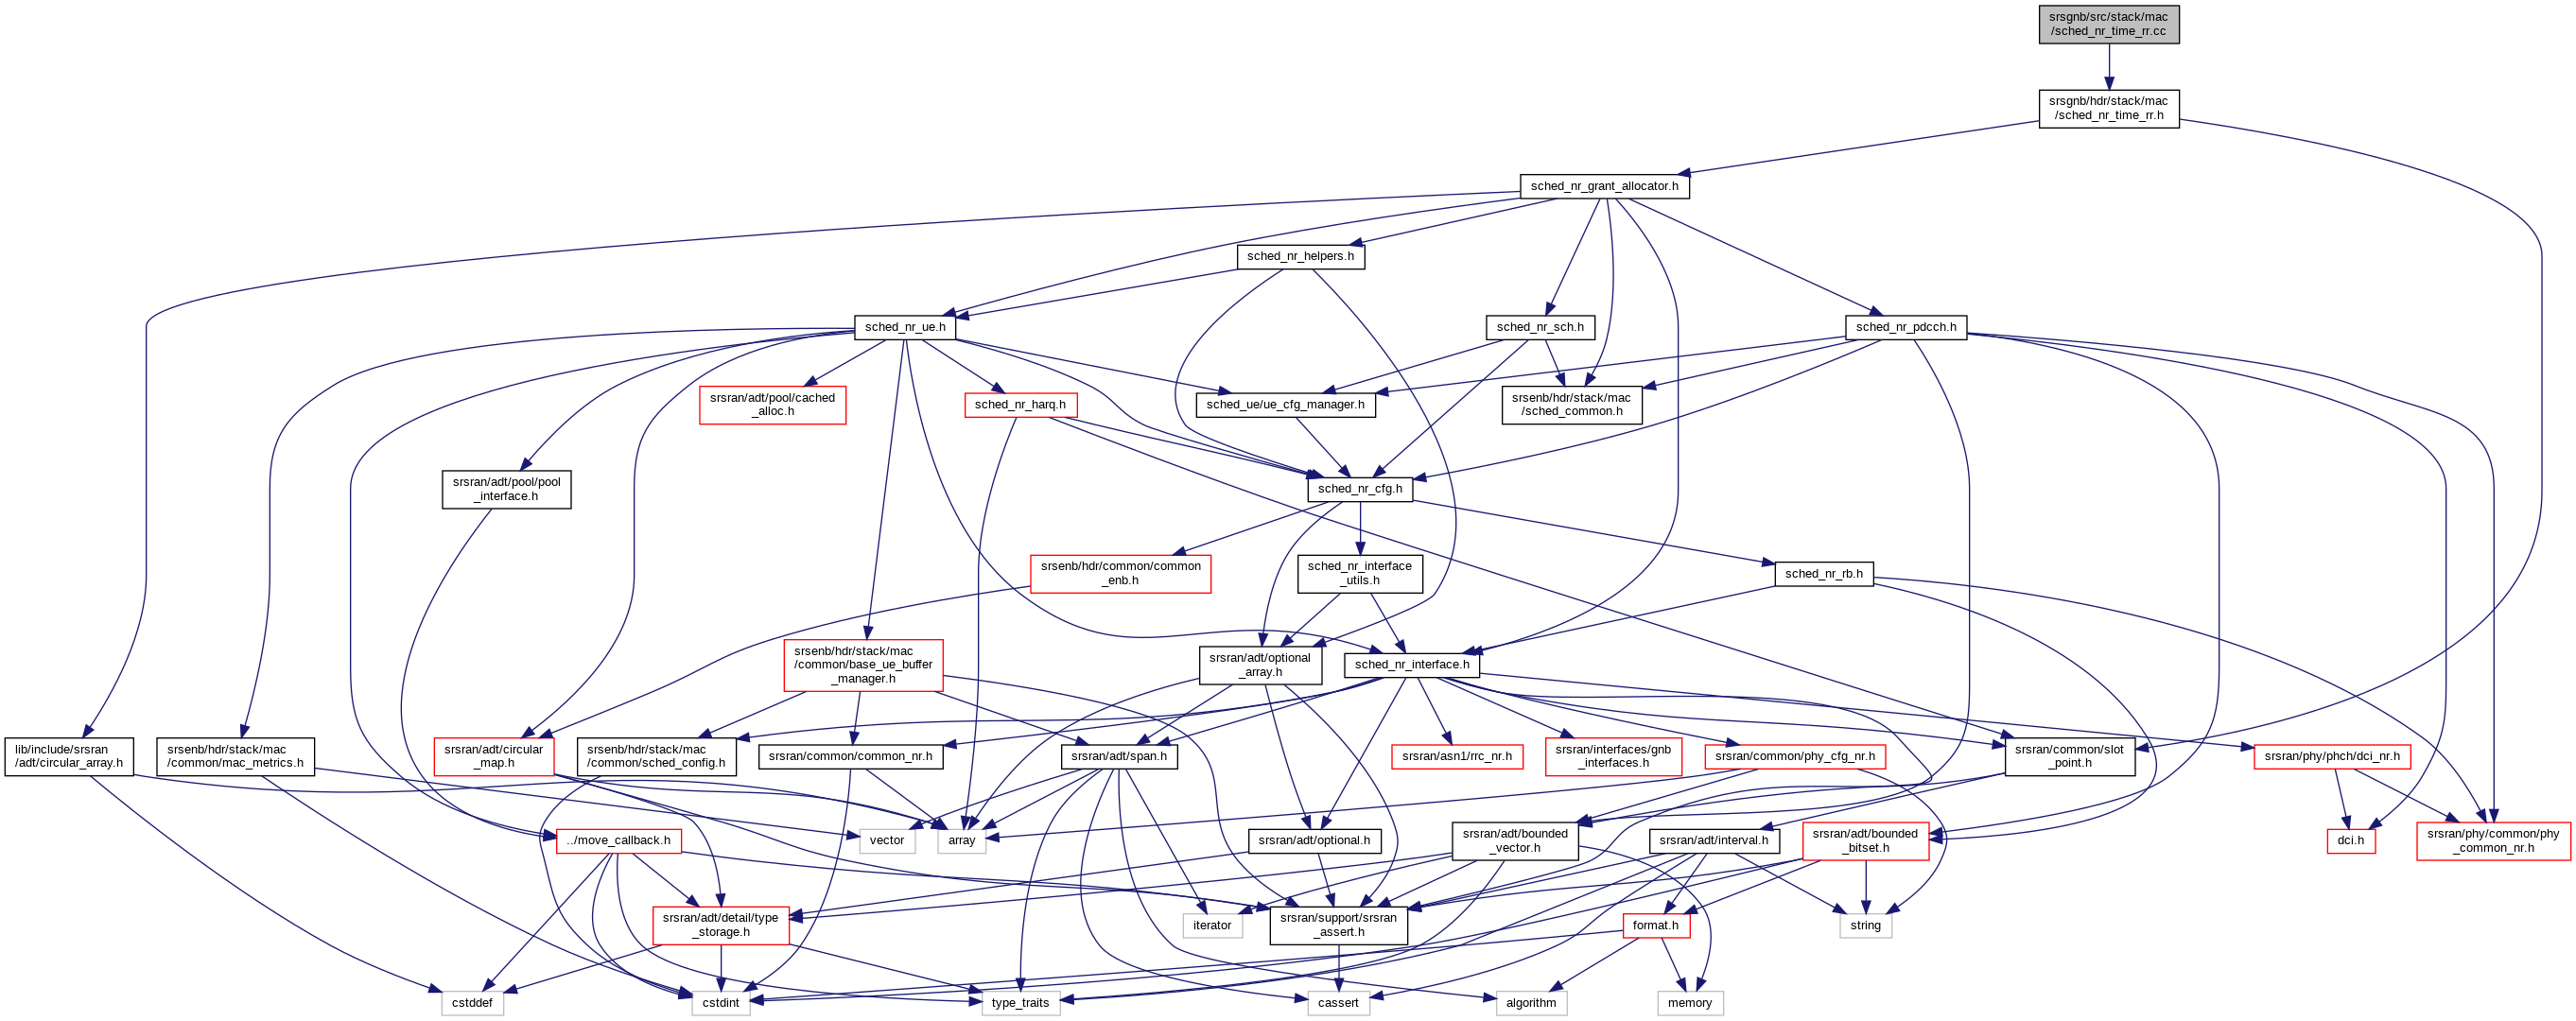 srsgnb/src/stack/mac
/sched_nr_time_rr.cc
srsgnb/hdr/stack/mac
/sched_nr_time_rr.h
sched_nr_grant_allocator.h
sched_nr_helpers.h
sched_nr_ue.h
sched_nr_sch.h
sched_nr_pdcch.h
srsran/adt/pool/cached
_alloc.h
sched_nr_harq.h
sched_ue/ue_cfg_manager.h
srsenb/hdr/stack/mac
/sched_common.h
srsran/adt/pool/pool
_interface.h
sched_nr_cfg.h
srsenb/hdr/common/common
_enb.h
sched_nr_interface
_utils.h
sched_nr_rb.h
srsenb/hdr/stack/mac
/common/base_ue_buffer
_manager.h
srsran/adt/optional
_array.h
sched_nr_interface.h
lib/include/srsran
/adt/circular_array.h
srsenb/hdr/stack/mac
/common/mac_metrics.h
srsran/adt/circular
_map.h
srsenb/hdr/stack/mac
/common/sched_config.h
srsran/common/common_nr.h
srsran/adt/span.h
srsran/asn1/rrc_nr.h
srsran/interfaces/gnb
_interfaces.h
srsran/common/phy_cfg_nr.h
srsran/common/slot
_point.h
srsran/phy/phch/dci_nr.h
../move_callback.h
vector
array
srsran/adt/optional.h
srsran/adt/bounded
_vector.h
srsran/adt/interval.h
srsran/adt/bounded
_bitset.h
dci.h
srsran/phy/common/phy
_common_nr.h
srsran/adt/detail/type
_storage.h
iterator
srsran/support/srsran
_assert.h
format.h
string
cstddef
cstdint
type_traits
cassert
algorithm
memory